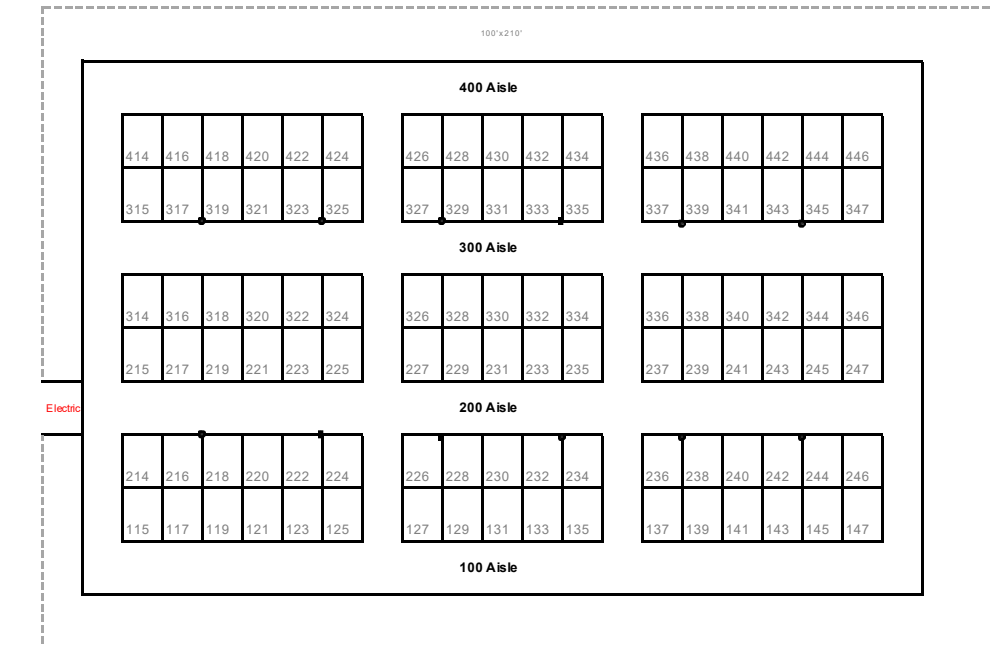 100'x210'
400 Aisle
414 416 418 420 422 424 426 428 430 432 434 436 438 440 442 444 446
315 317 319 321 323 325 327 329 331 333 335 337 339 341 343 345 347
300 Aisle
314 316 318 320 322 324 326 328 330 332 334 336 338 340 342 344 346
215 217 219 221 223 225 227 229 231 233 235 237 239 241 243 245 247
Electric 200 Aisle
214 216 218 220 222 224 226 228 230 232 234 236 238 240 242 244 246
115 117 119 121 123 125 127 129 131 133 135 137 139 141 143 145 147
100 Aisle